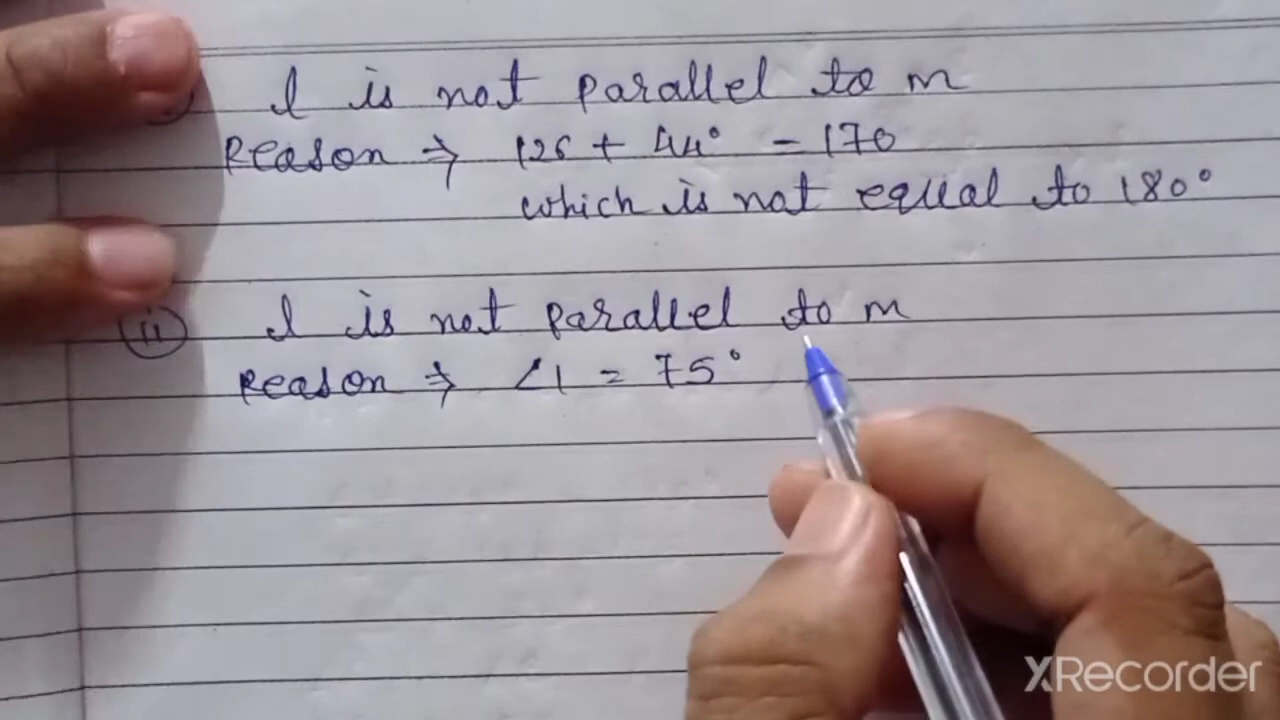 l is not parallel to m
Reason ⇒ 126 + 44° = 170
which is not equal to 180°
ii l is not parallel to m
Reason ⇒ ∠1 = 75°
XRecorder